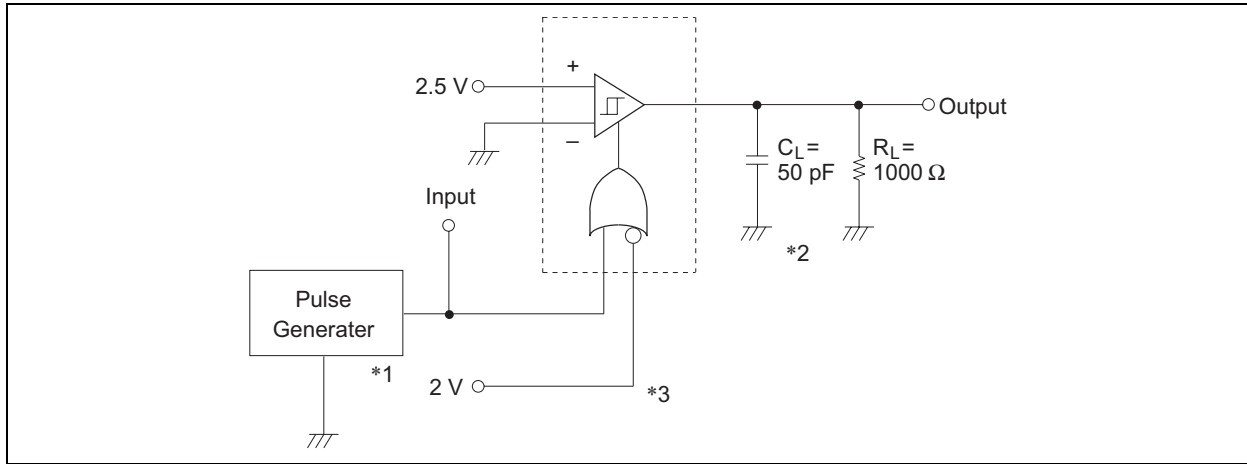 +
2.5 V
−
Output
C_L=
50 pF
R_L=
1000 Ω
Input
*2
Pulse
Generater
*1
2 V
*3